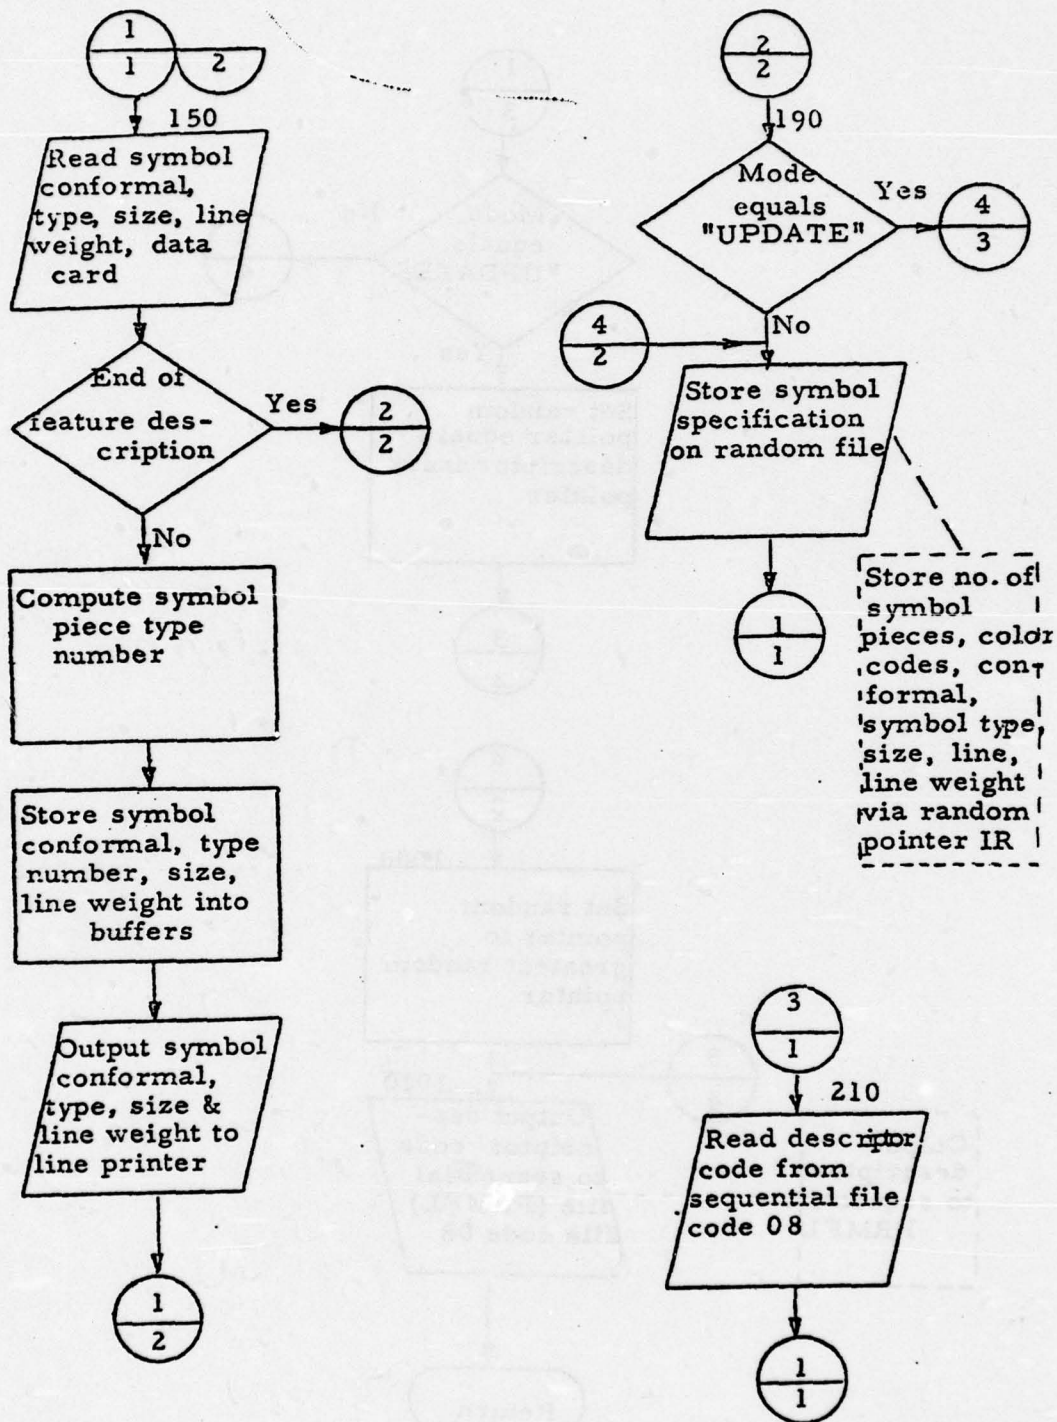 1
1
2
150
Read symbol
conformal,
type, size, line
weight, data
card
End of
feature des-
cription
Yes
2
2
No
Compute symbol
piece type
number
Store symbol
conformal, type
number, size,
line weight into
buffers
Output symbol
conformal,
type, size &
line weight to
line printer
1
2
2
2
190
Mode
equals
"UPDATE"
Yes
4
3
No
4
2
Store symbol
specification
on random file
1
1
Store no. of
symbol
pieces, color
codes, con-
formal,
symbol type,
size, line,
line weight
via random
pointer IR
3
1
210
Read descriptor
code from
sequential file
code 08
1
1